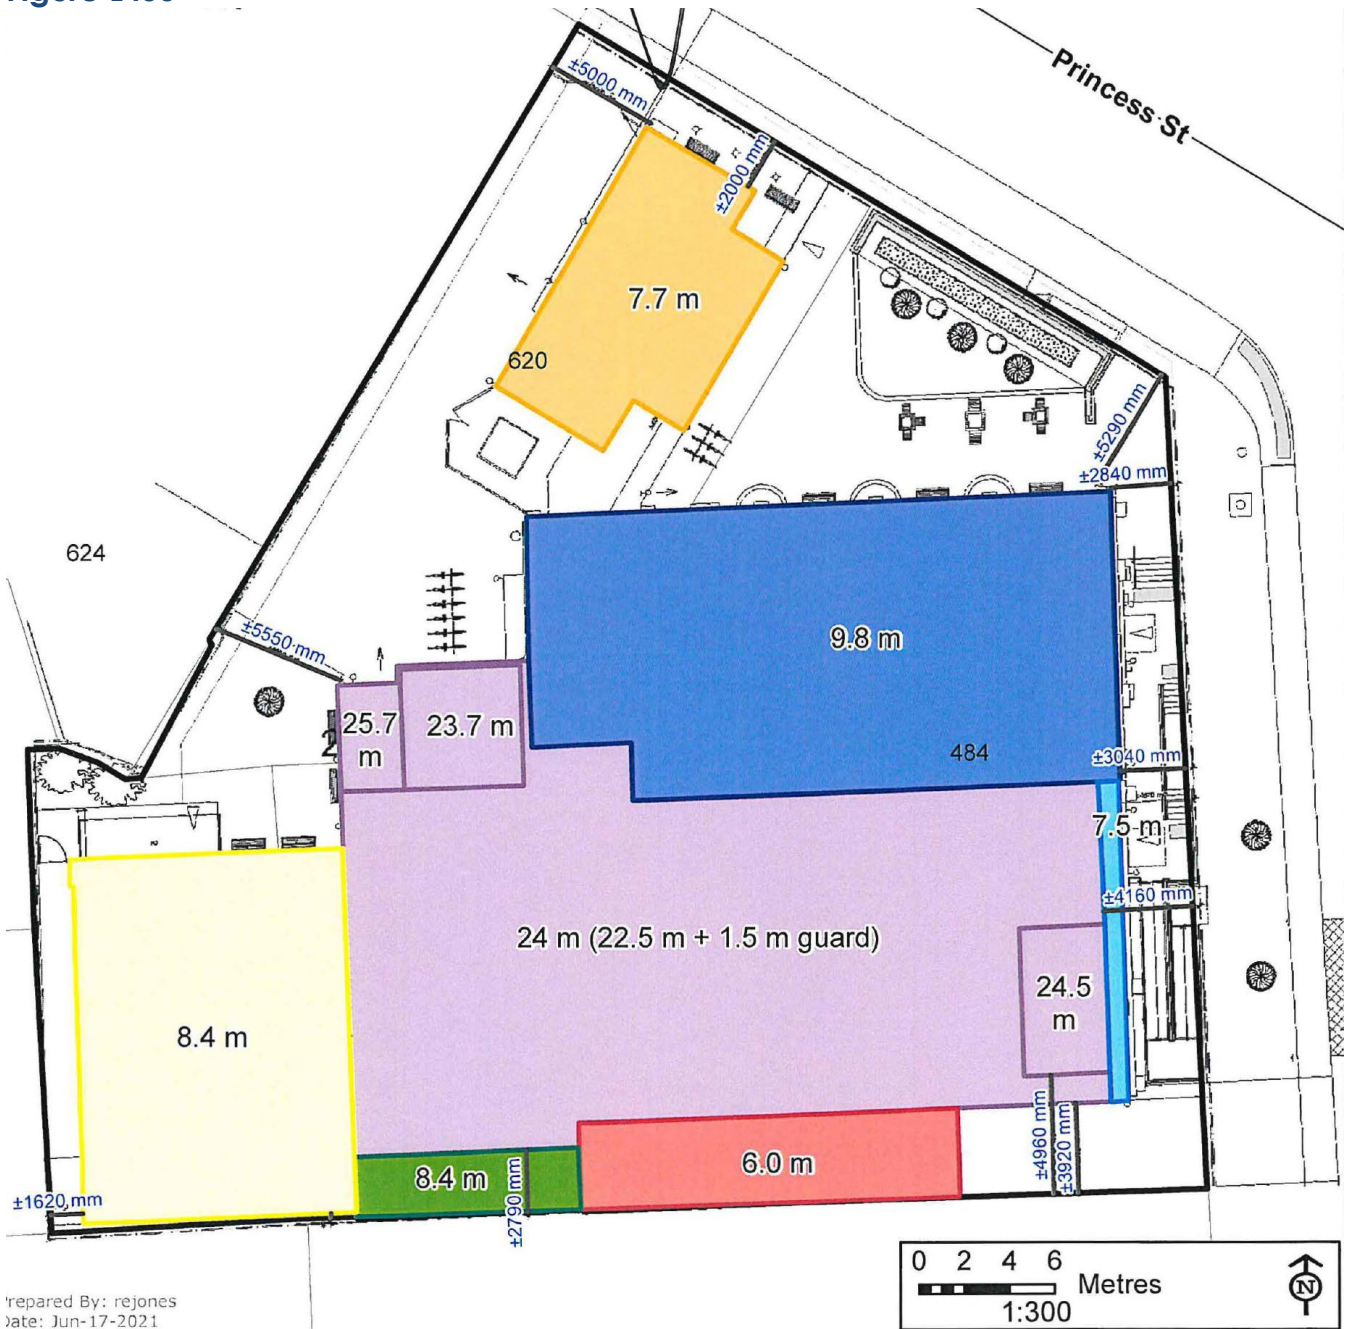 Princess St
±5000 mm
±2000 mm
7.7 m
620
±5290 mm
±2840 mm
624
9.8 m
±5550 mm
25.7
m
23.7 m
2
484
±3040 mm
7.5 m
±4160 mm
24 m (22.5 m + 1.5 m guard)
24.5
m
8.4 m
±4960 mm
±3920 mm
6.0 m
8.4 m
±2790 mm
±1620 mm
0 2 4 6
Metres
1:300
N
Prepared By: rejones
Date: Jun-17-2021